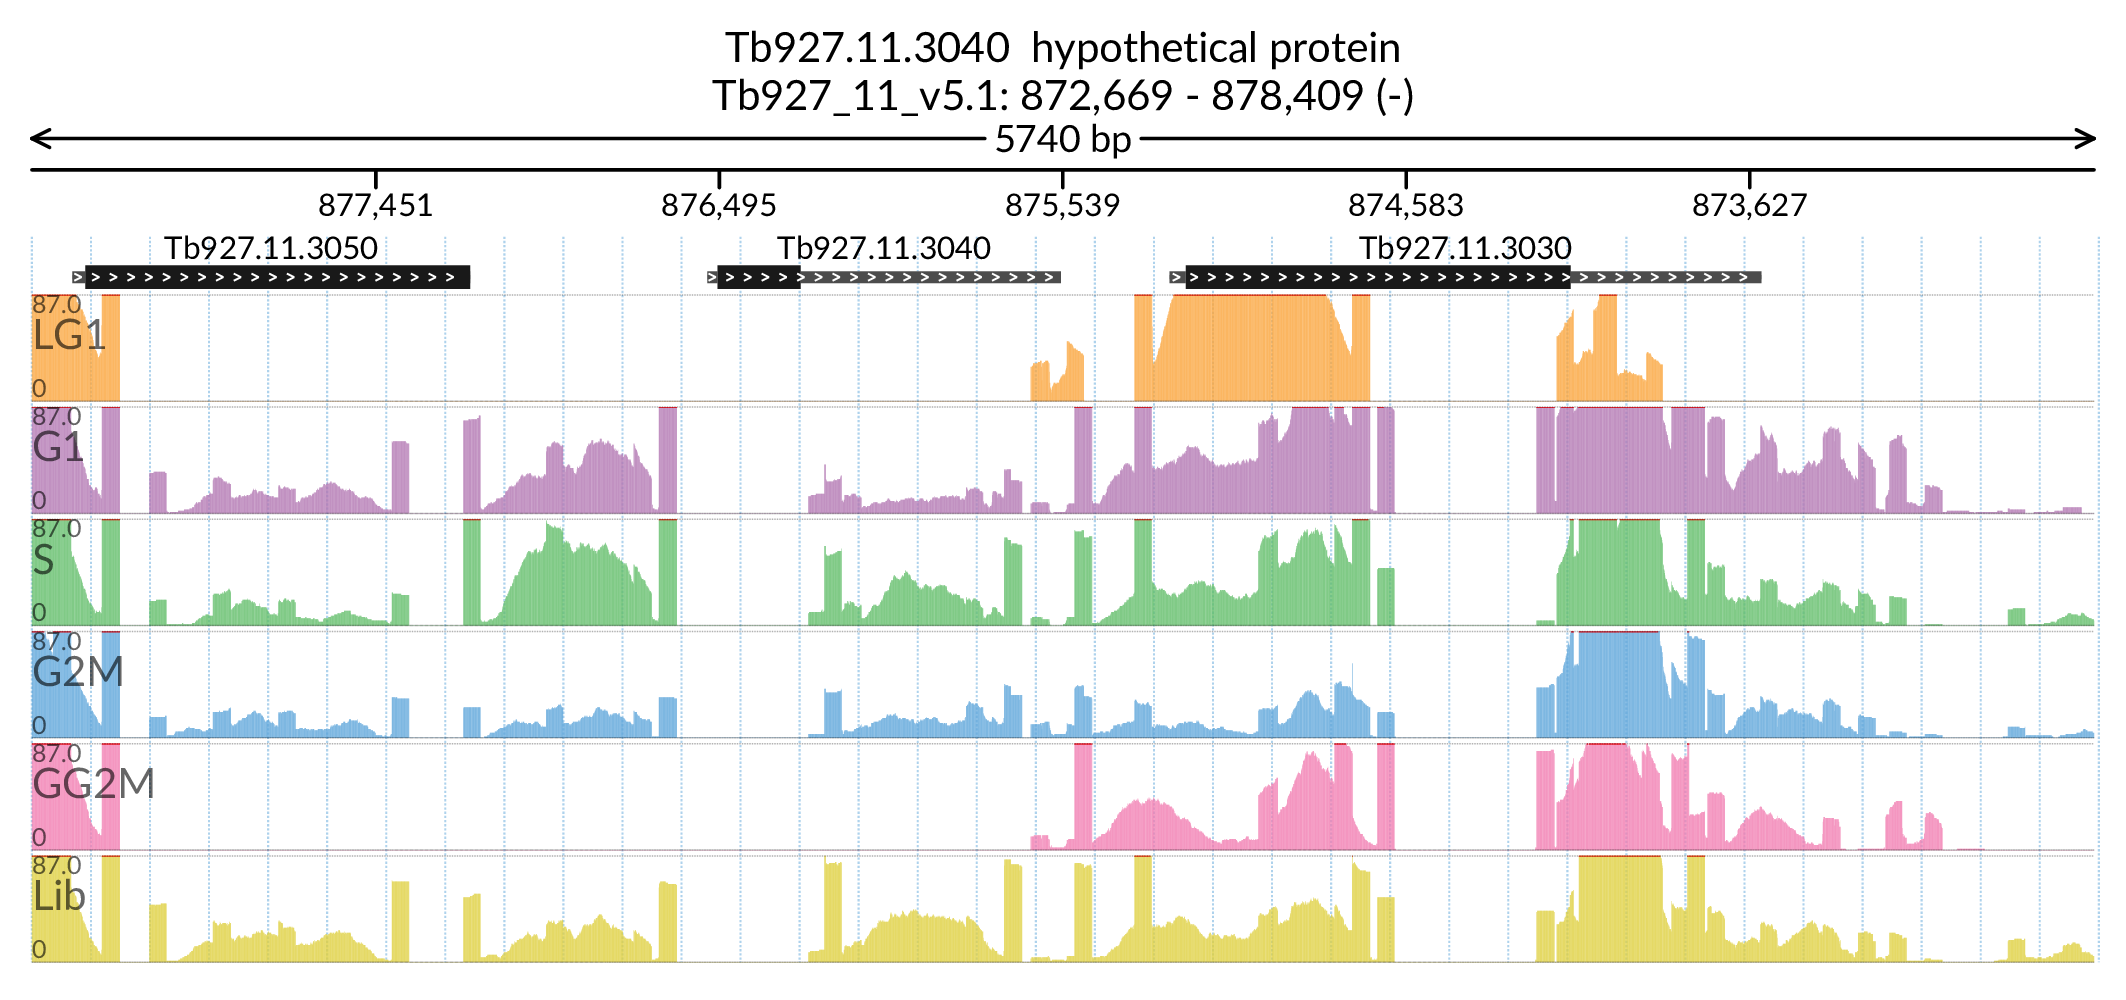 Tb927.11.3040  hypothetical protein
Tb927_11_v5.1: 872,669 - 878,409 (-)
5740 bp
877,451 876,495 875,539 874,583 873,627
Tb927.11.3050 Tb927.11.3040 Tb927.11.3030
87.0
LG1
0
87.0
G1
0
87.0
S
0
87.0
G2M
0
87.0
GG2M
0
87.0
Lib
0